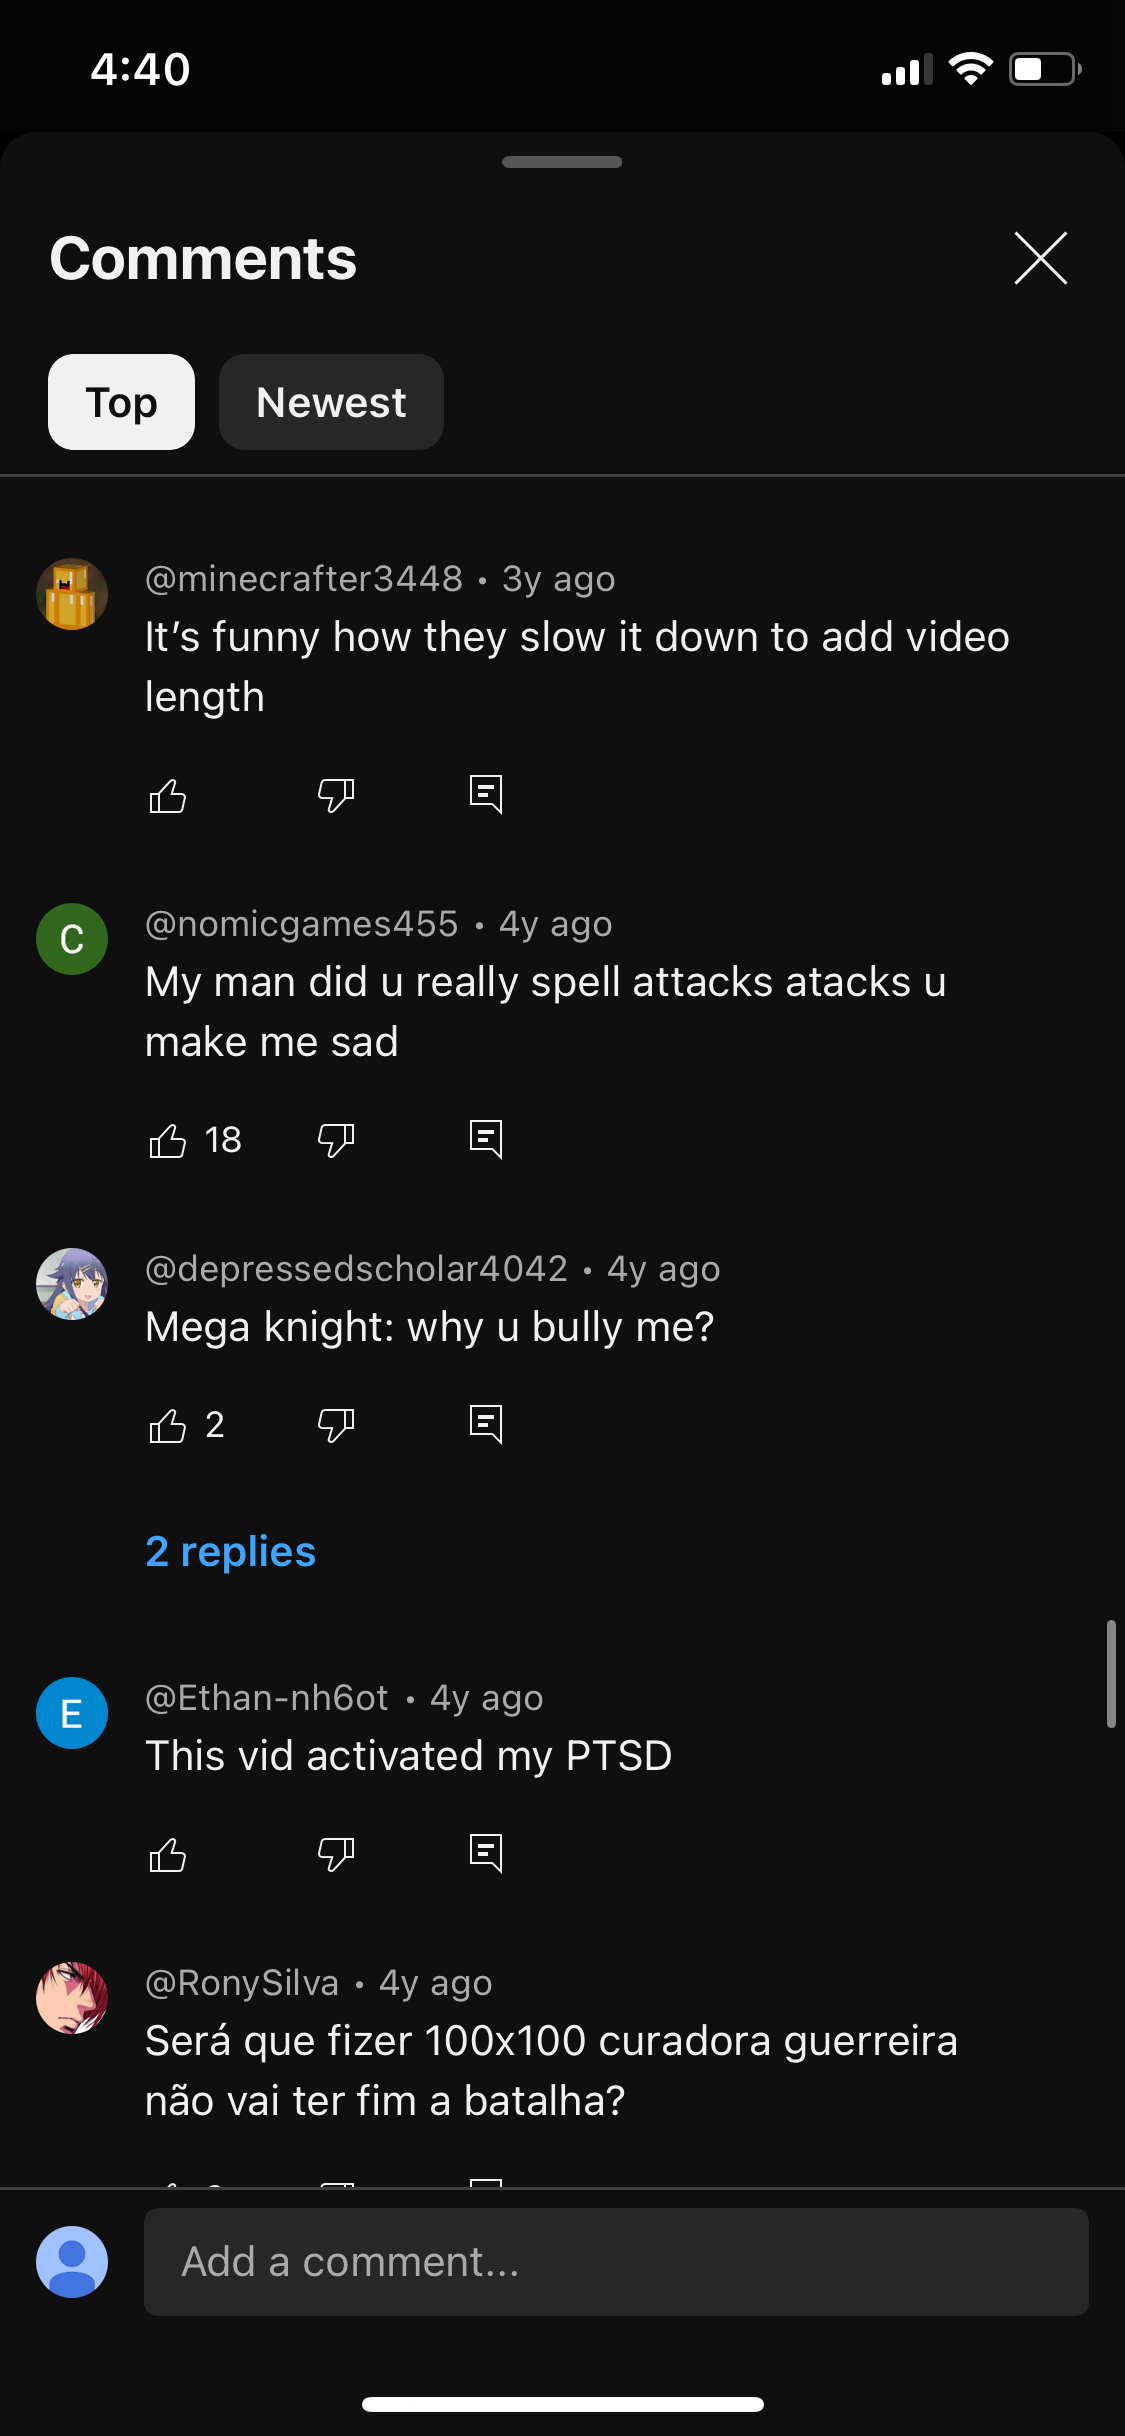 4:40
Comments
Top
Newest
@minecrafter3448 • 3y ago
It’s funny how they slow it down to add video
length
C
@nomicgames455 • 4y ago
My man did u really spell attacks atacks u
make me sad
18
@depressedscholar4042 • 4y ago
Mega knight: why u bully me?
2
2 replies
E
@Ethan-nh6ot • 4y ago
This vid activated my PTSD
@RonySilva • 4y ago
Será que fizer 100x100 curadora guerreira
não vai ter fim a batalha?
Add a comment...